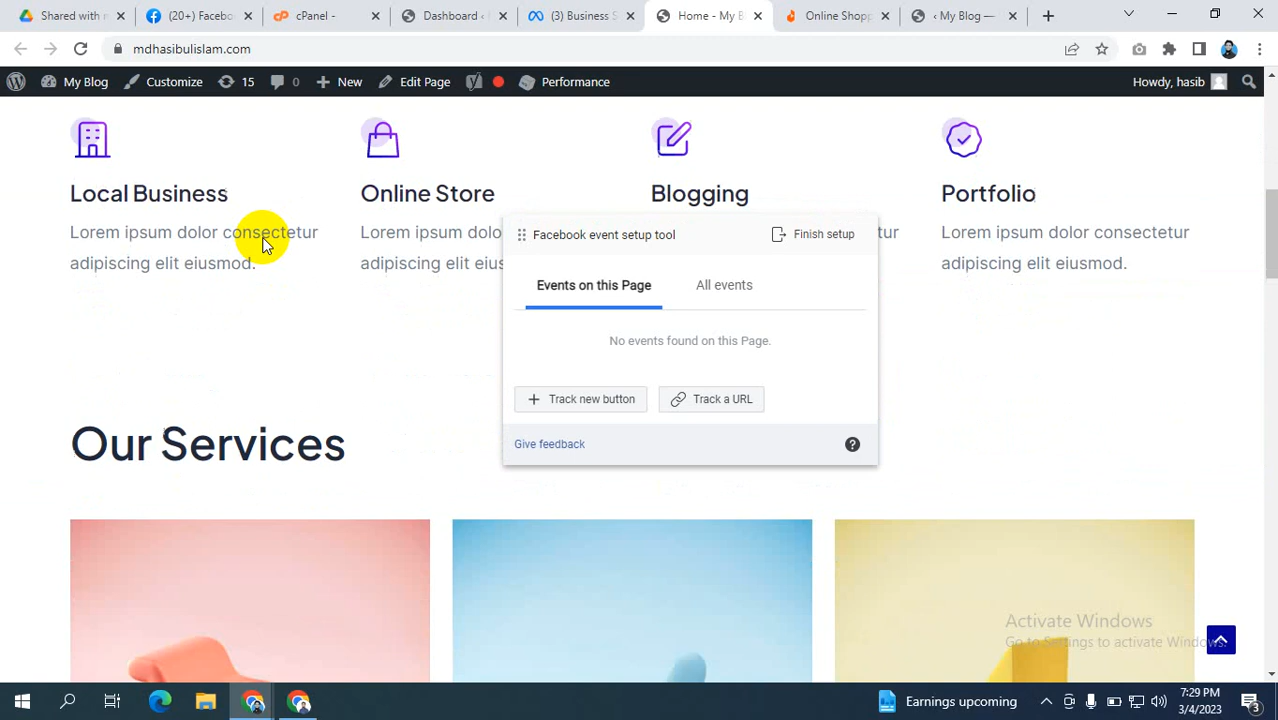 Shared with m
(20+) Facebo
cPanel -
Dashboard ‹
(3) Business S
Home - My B
Online Shopp
‹ My Blog —
mdhasibulislam.com
My Blog
Customize
15
0
New
Edit Page
Performance
Howdy, hasib
Local Business
Online Store
Blogging
Portfolio
Lorem ipsum dolor consectetur
adipiscing elit eiusmod.
Lorem ipsum dolo
adipiscing elit eius
ur
Lorem ipsum dolor consectetur
adipiscing elit eiusmod.
Facebook event setup tool
Finish setup
Events on this Page
All events
No events found on this Page.
Track new button
Track a URL
Give feedback
?
Our Services
Activate Windows
Go to Settings to activate Windows.
Earnings upcoming
7:29 PM
3/4/2023
3